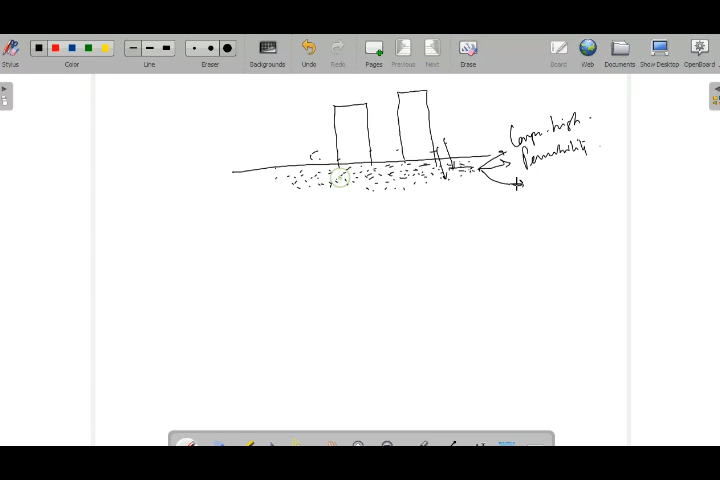 Stylus
Color
Line
Eraser
Backgrounds
Undo
Redo
Pages
Previous
Next
Erase
Board
Web
Documents
Show Desktop
OpenBoard
high.
Permeability